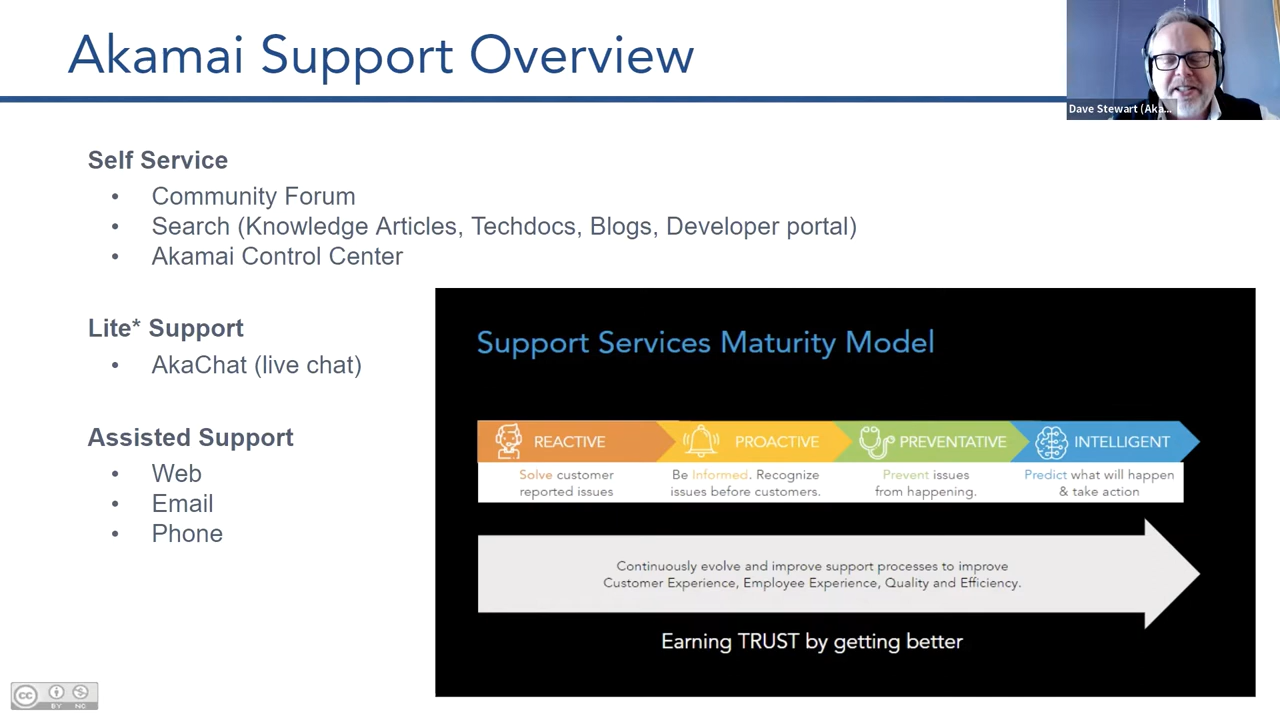 Akamai Support Overview
Dave Stewart (Aka...
Self Service
• Community Forum
• Search (Knowledge Articles, Techdocs, Blogs, Developer portal)
• Akamai Control Center
Lite* Support
• AkaChat (live chat)
Assisted Support
• Web
• Email
• Phone
Support Services Maturity Model
REACTIVE
Solve customer
reported issues
PROACTIVE
Be Informed. Recognize
issues before customers.
PREVENTATIVE
Prevent issues
from happening.
INTELLIGENT
Predict what will happen
& take action
Continuously evolve and improve support processes to improve
Customer Experience, Employee Experience, Quality and Efficiency.
Earning TRUST by getting better
cc
BY NC